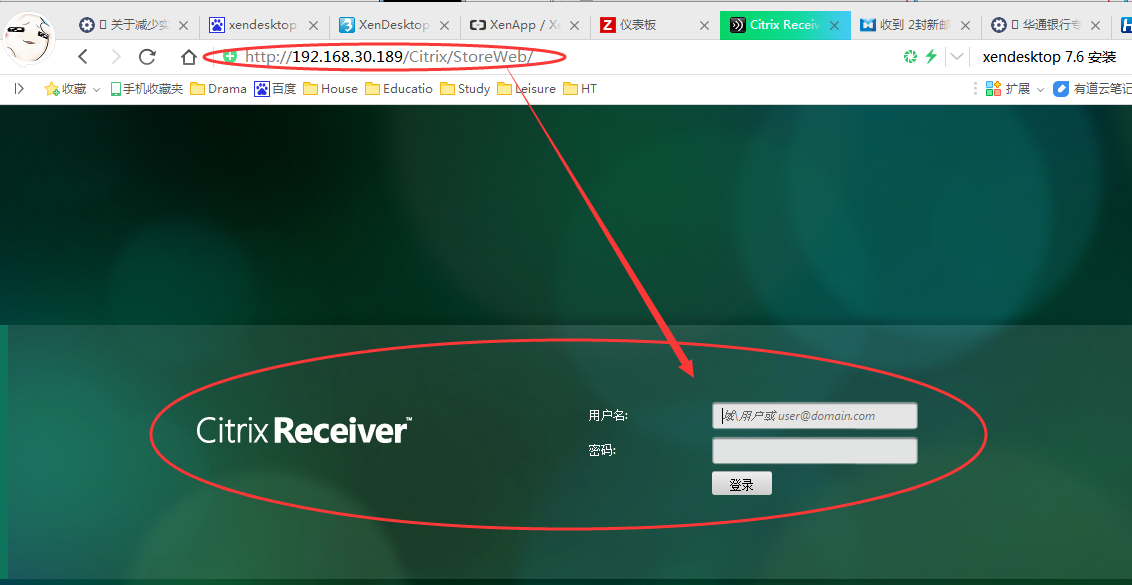 关于减少实
xendesktop
XenDesktop
XenApp / Xe
仪表板
Citrix Receiv
收到 2封新邮
华通银行专
http://192.168.30.189/Citrix/StoreWeb/
xendesktop 7.6 安装
收藏 手机收藏夹 Drama 百度 House Educatio Study Leisure HT 扩展 有道云笔记
Citrix Receiver™
用户名:
域\用户或 user@domain.com
密码:
登录